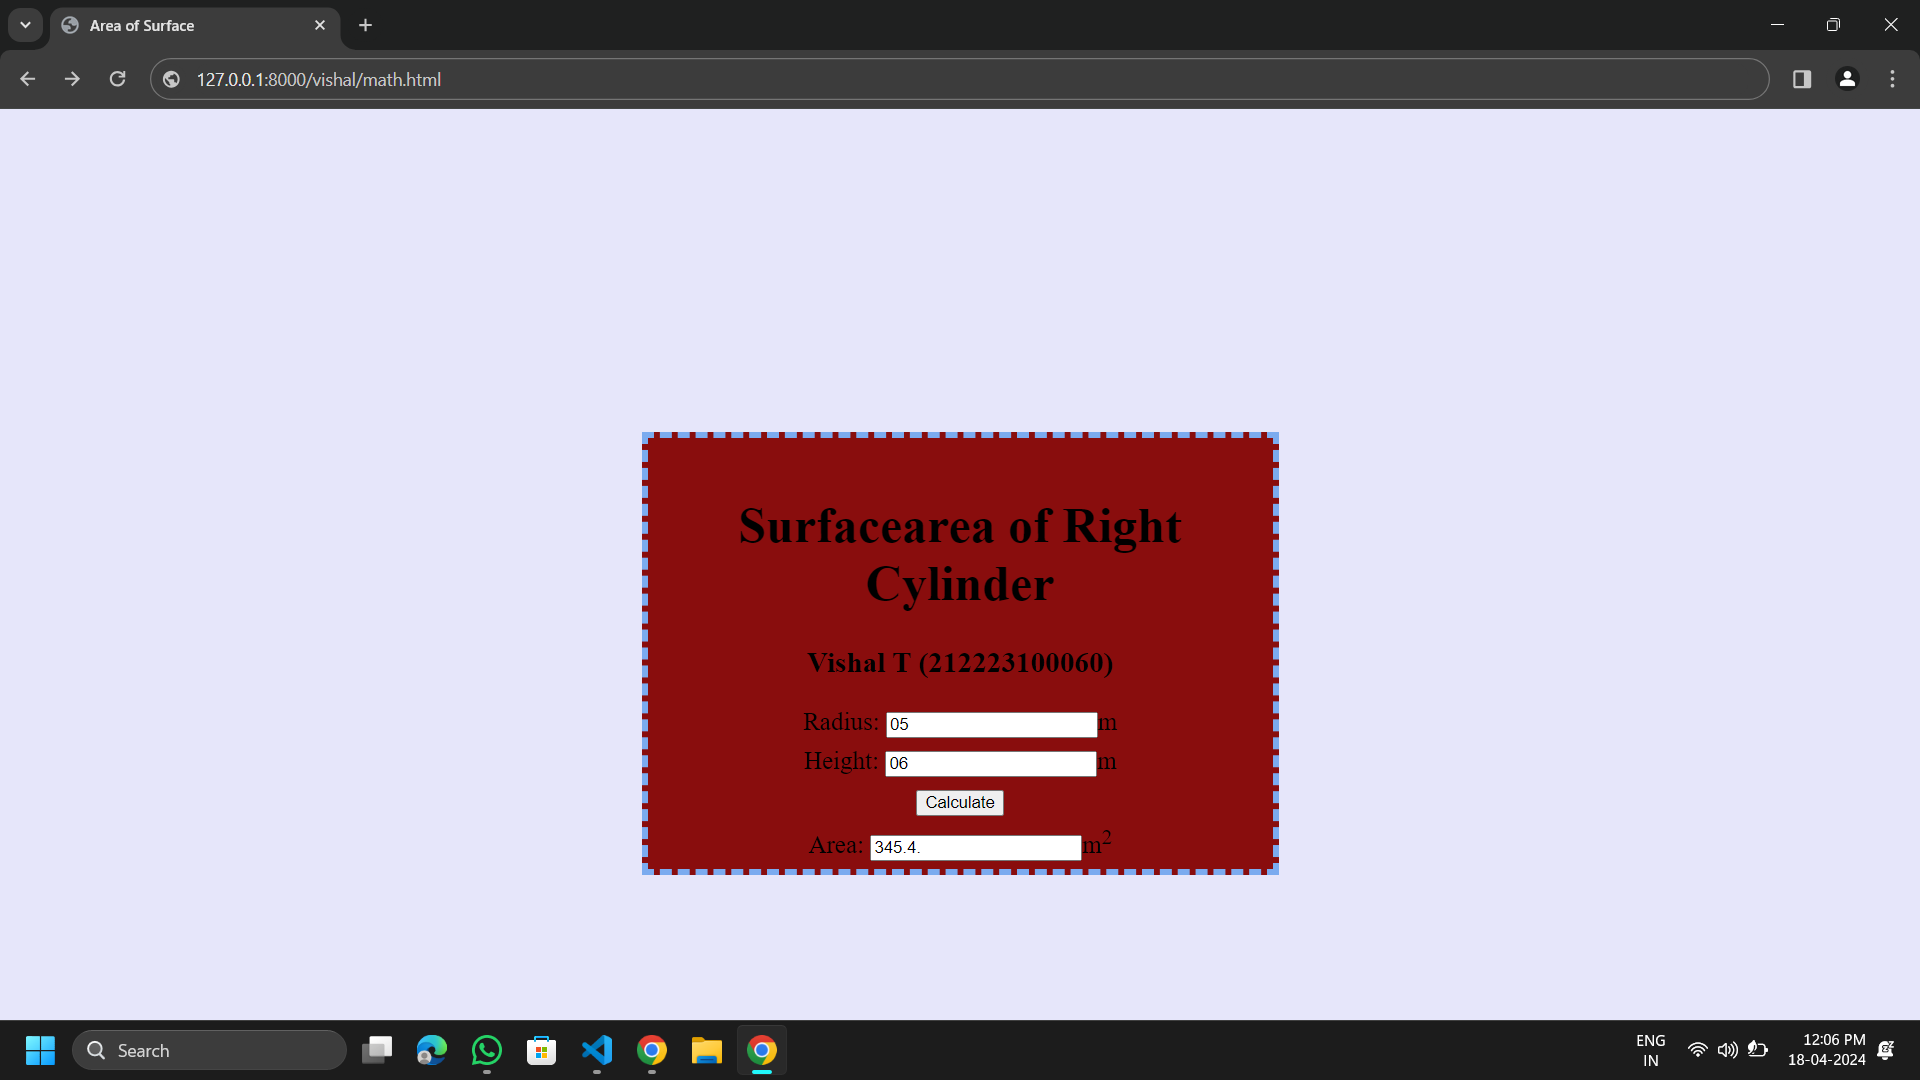 Area of Surface
127.0.0.1:8000/vishal/math.html
Surfacearea of Right
Cylinder
Vishal T (212223100060)
Radius: 05 m
Height: 06 m
Calculate
Area: 345.4. m2
Search
ENG
IN
12:06 PM
18-04-2024